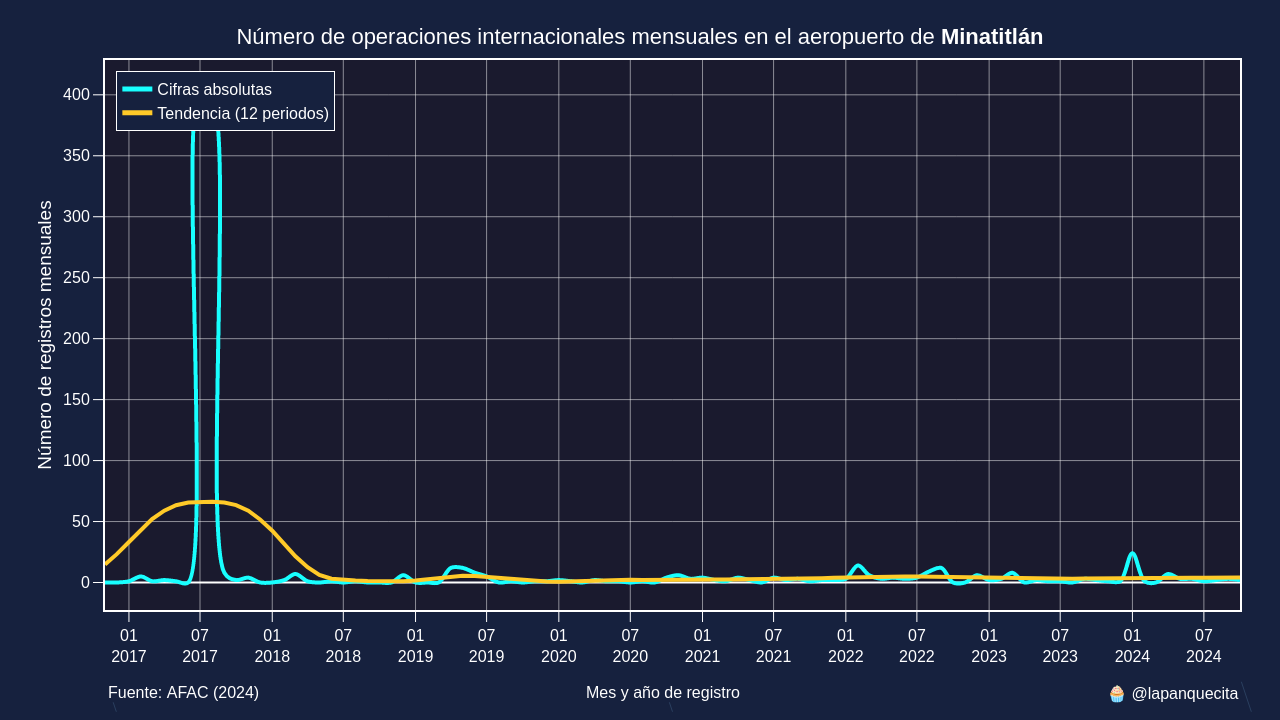 Número de operaciones internacionales mensuales en el aeropuerto de Minatitlán
Cifras absolutas
Tendencia (12 periodos)
Número de registros mensuales
400
350
300
250
200
150
100
50
0
01 07 01 07 01 07 01 07 01 07 01 07 01 07 01 07
2017 2017 2018 2018 2019 2019 2020 2020 2021 2021 2022 2022 2023 2023 2024 2024
Fuente: AFAC (2024) Mes y año de registro 🧁 @lapanquecita